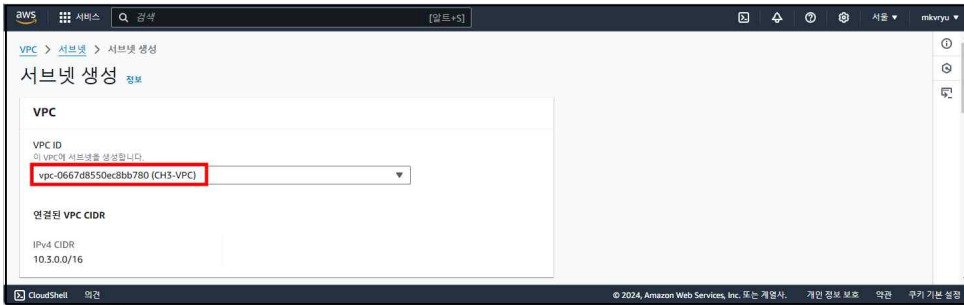 aws 서비스 검색 [알트+S] 서울 ▼ mkvryu ▼
VPC > 서브넷 > 서브넷 생성
서브넷 생성 정보
VPC
VPC ID
이 VPC에 서브넷을 생성합니다.
vpc-0667d8550ec8bb780 (CH3-VPC) ▼
연결된 VPC CIDR
IPv4 CIDR
10.3.0.0/16
CloudShell 의견 © 2024, Amazon Web Services, Inc. 또는 계열사. 개인 정보 보호 약관 쿠키 기본 설정